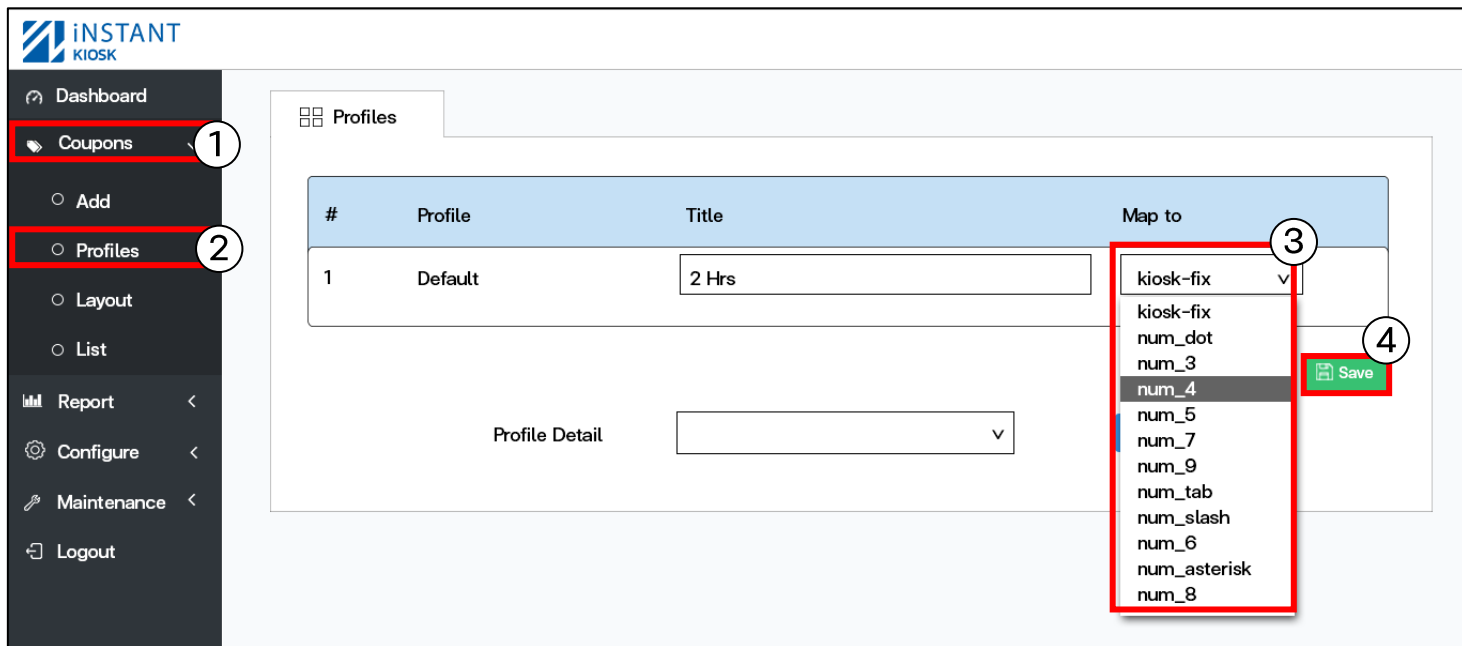 iNSTANT
KIOSK
Dashboard
Coupons
1
Add
Profiles
2
Layout
List
Report
Configure
Maintenance
Logout
Profiles
# Profile Title Map to
3
1 Default 2 Hrs kiosk-fix
kiosk-fix
num_dot
num_3
num_4
num_5
num_7
num_9
num_tab
num_slash
num_6
num_asterisk
num_8
4
Save
Profile Detail